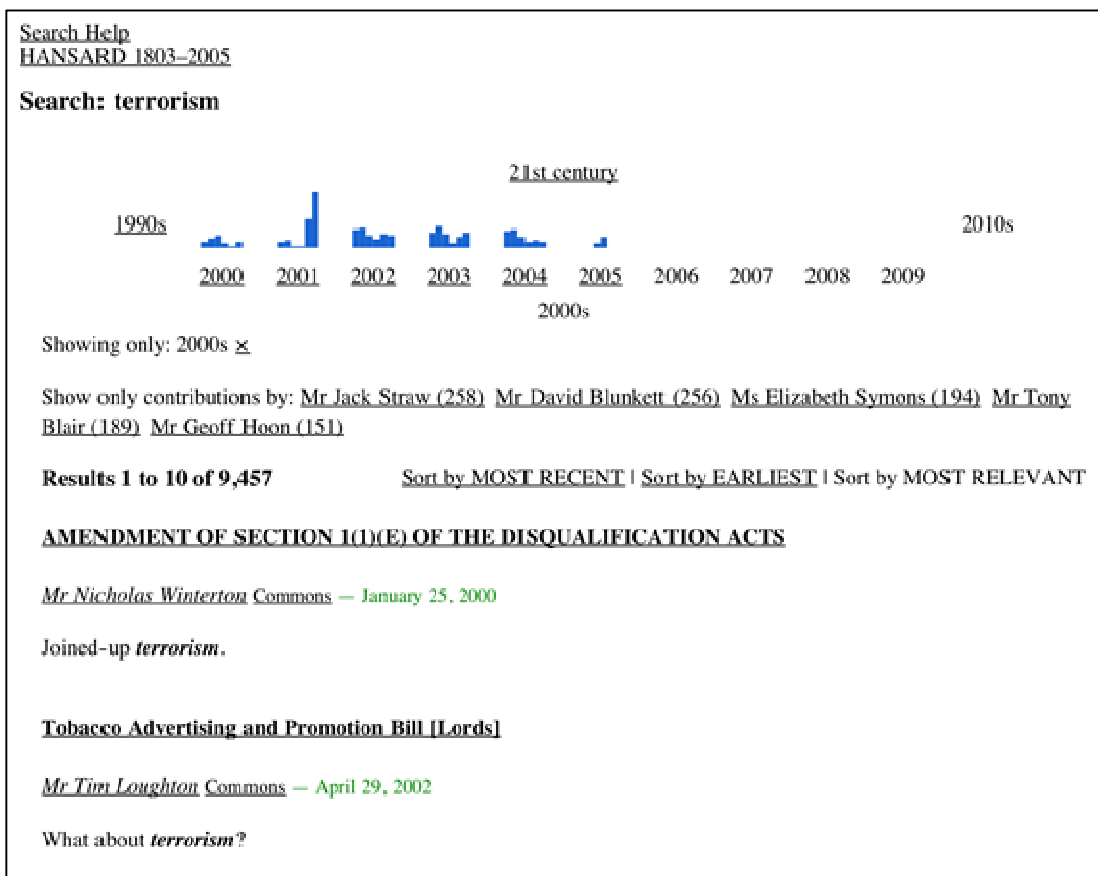 Search Help
HANSARD 1803–2005
Search: terrorism
21st century
1990s
2010s
2000 2001 2002 2003 2004 2005 2006 2007 2008 2009
2000s
Showing only: 2000s ×
Show only contributions by: Mr Jack Straw (258) Mr David Blunkett (256) Ms Elizabeth Symons (194) Mr Tony
Blair (189) Mr Geoff Hoon (151)
Results 1 to 10 of 9,457 Sort by MOST RECENT | Sort by EARLIEST | Sort by MOST RELEVANT
AMENDMENT OF SECTION 1(1)(E) OF THE DISQUALIFICATION ACTS
Mr Nicholas Winterton Commons — January 25, 2000
Joined-up terrorism.
Tobacco Advertising and Promotion Bill [Lords]
Mr Tim Loughton Commons — April 29, 2002
What about terrorism?